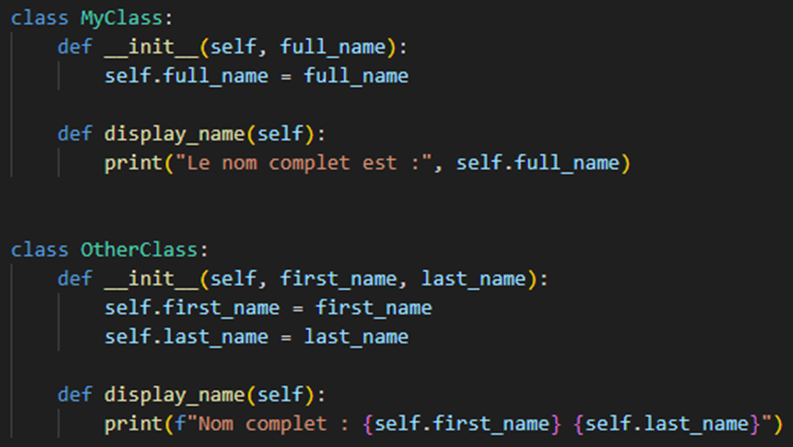 class MyClass:
    def __init__(self, full_name):
        self.full_name = full_name
    def display_name(self):
        print("Le nom complet est :", self.full_name)
class OtherClass:
    def __init__(self, first_name, last_name):
        self.first_name = first_name
        self.last_name = last_name
    def display_name(self):
        print(f"Nom complet : {self.first_name} {self.last_name}")